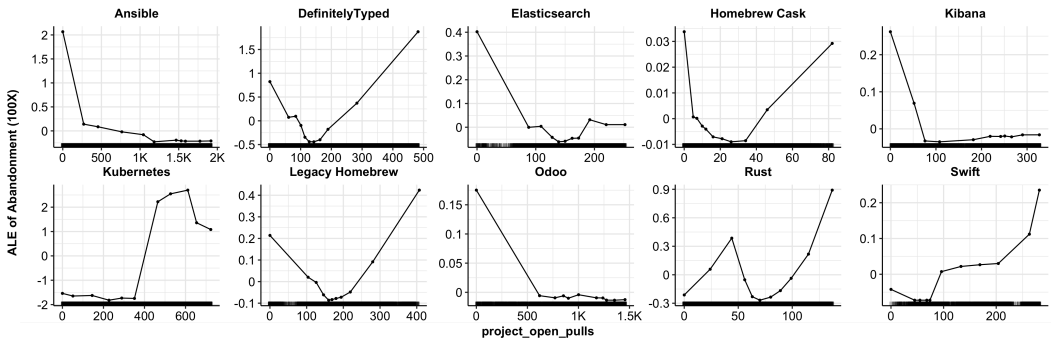 Ansible DefinitelyTyped Elasticsearch Homebrew Cask Kibana
2 1.5 1 0.5 0
1.5 1.0 0.5 0.0 -0.5
0.4 0.3 0.2 0.1 0
0.03 0.02 0.01 0.00 -0.01
0.2 0.1 0
0 500 1K 1.5K 2K
0 100 200 300 400 500
0 100 200
0 20 40 60 80
0 100 200 300
ALE of Abandonment (100X)
Kubernetes Legacy Homebrew Odoo Rust Swift
2 1 0 -1 -2
0.4 0.3 0.2 0.1 0 -0.1
0.15 0.10 0.05 0.00
0.9 0.6 0.3 0 -0.3
0.2 0.1 0
0 200 400 600
0 100 200 300 400
0 500 1K 1.5K
0 50 100
0 100 200
project_open_pulls